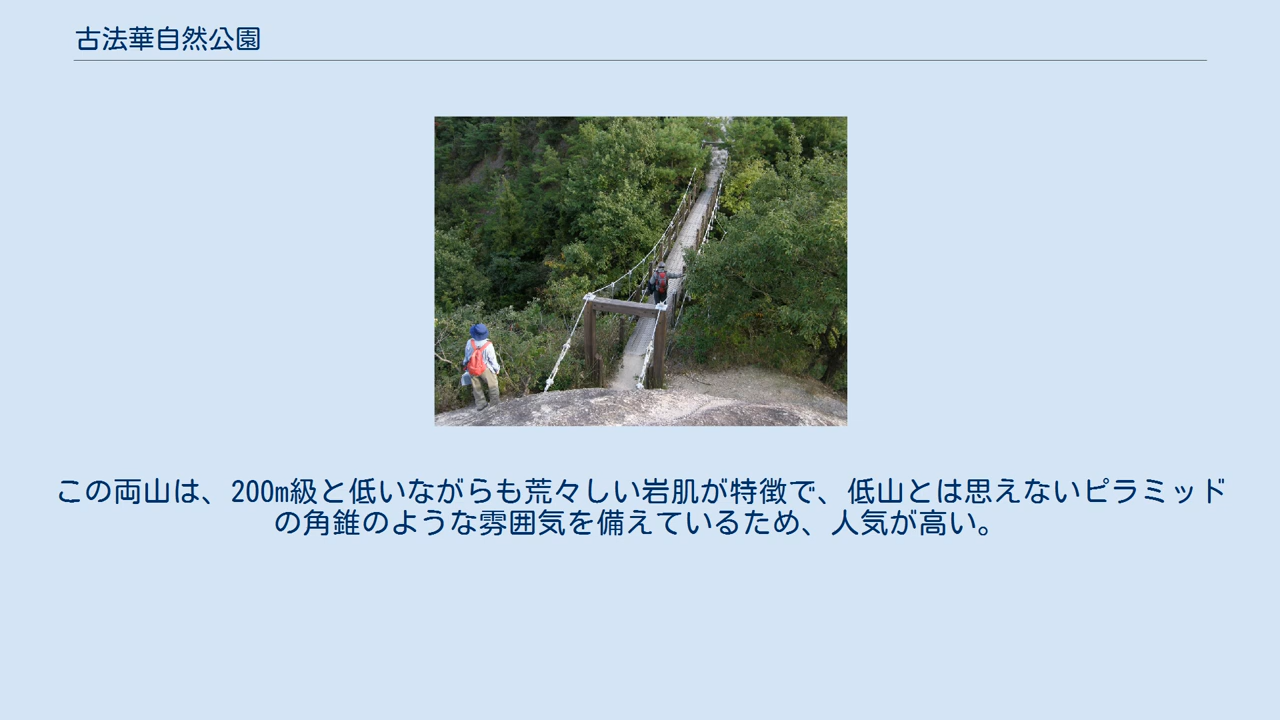 古法華自然公園
この両山は、200m級と低いながらも荒々しい岩肌が特徴で、低山とは思えないピラミッド
の角錐のような雰囲気を備えているため、人気が高い。